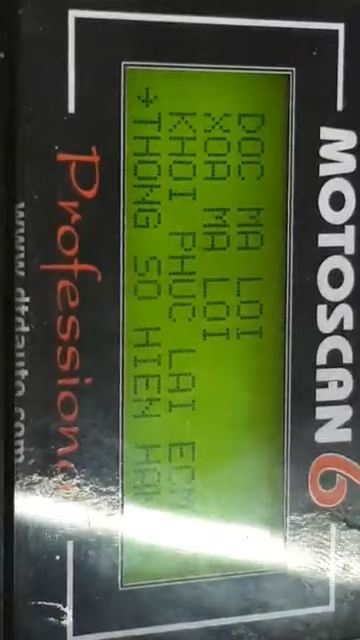 MOTOSCAN 6
DOC MA LOI
XOA MA LOI
KHOI PHUC LAI ECM
→THONG SO HIEN HA
Profession
www.dtdauto.com